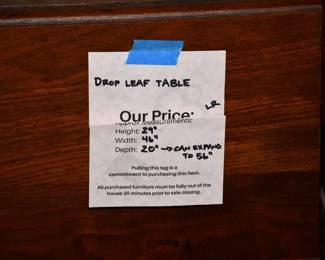 DROP LEAF TABLE
LR
Our Price:
Approx Measurements:
Height: 29"
Width: 46"
Depth: 20" → CAN EXPAND
TO 56"
Pulling this tag is a
commitment to purchasing this item.
All purchased furniture must be fully out of the
house 30 minutes prior to sale closing.